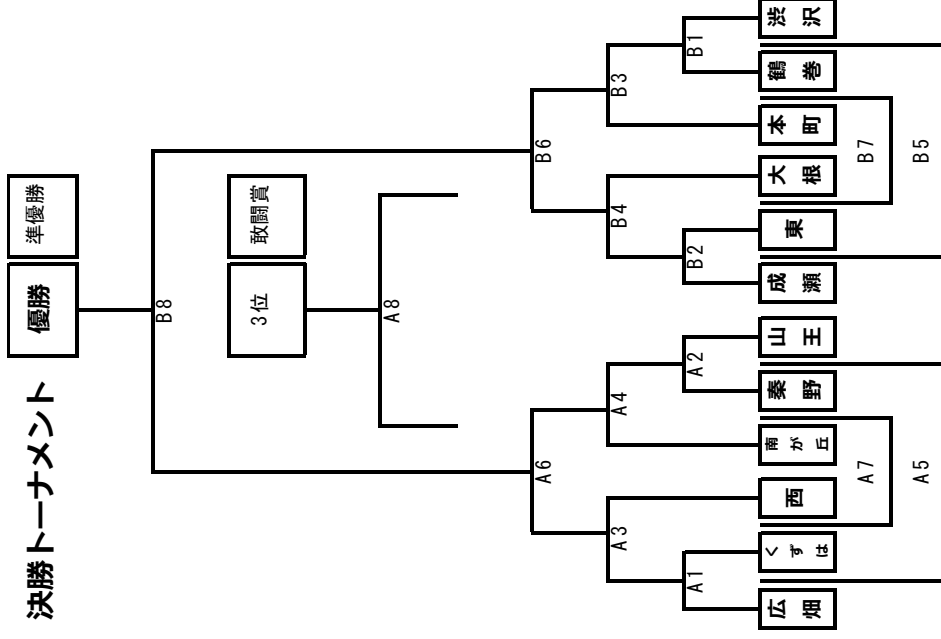 決勝トーナメント
優勝
準優勝
B8
3位
敢闘賞
A8
A6
B6
A3
A4
B4
B3
A1
A2
B2
B1
広畑
くずは
西
南が丘
秦野
山王
成瀬
東
大根
本町
鶴巻
渋沢
A7
B7
A5
B5